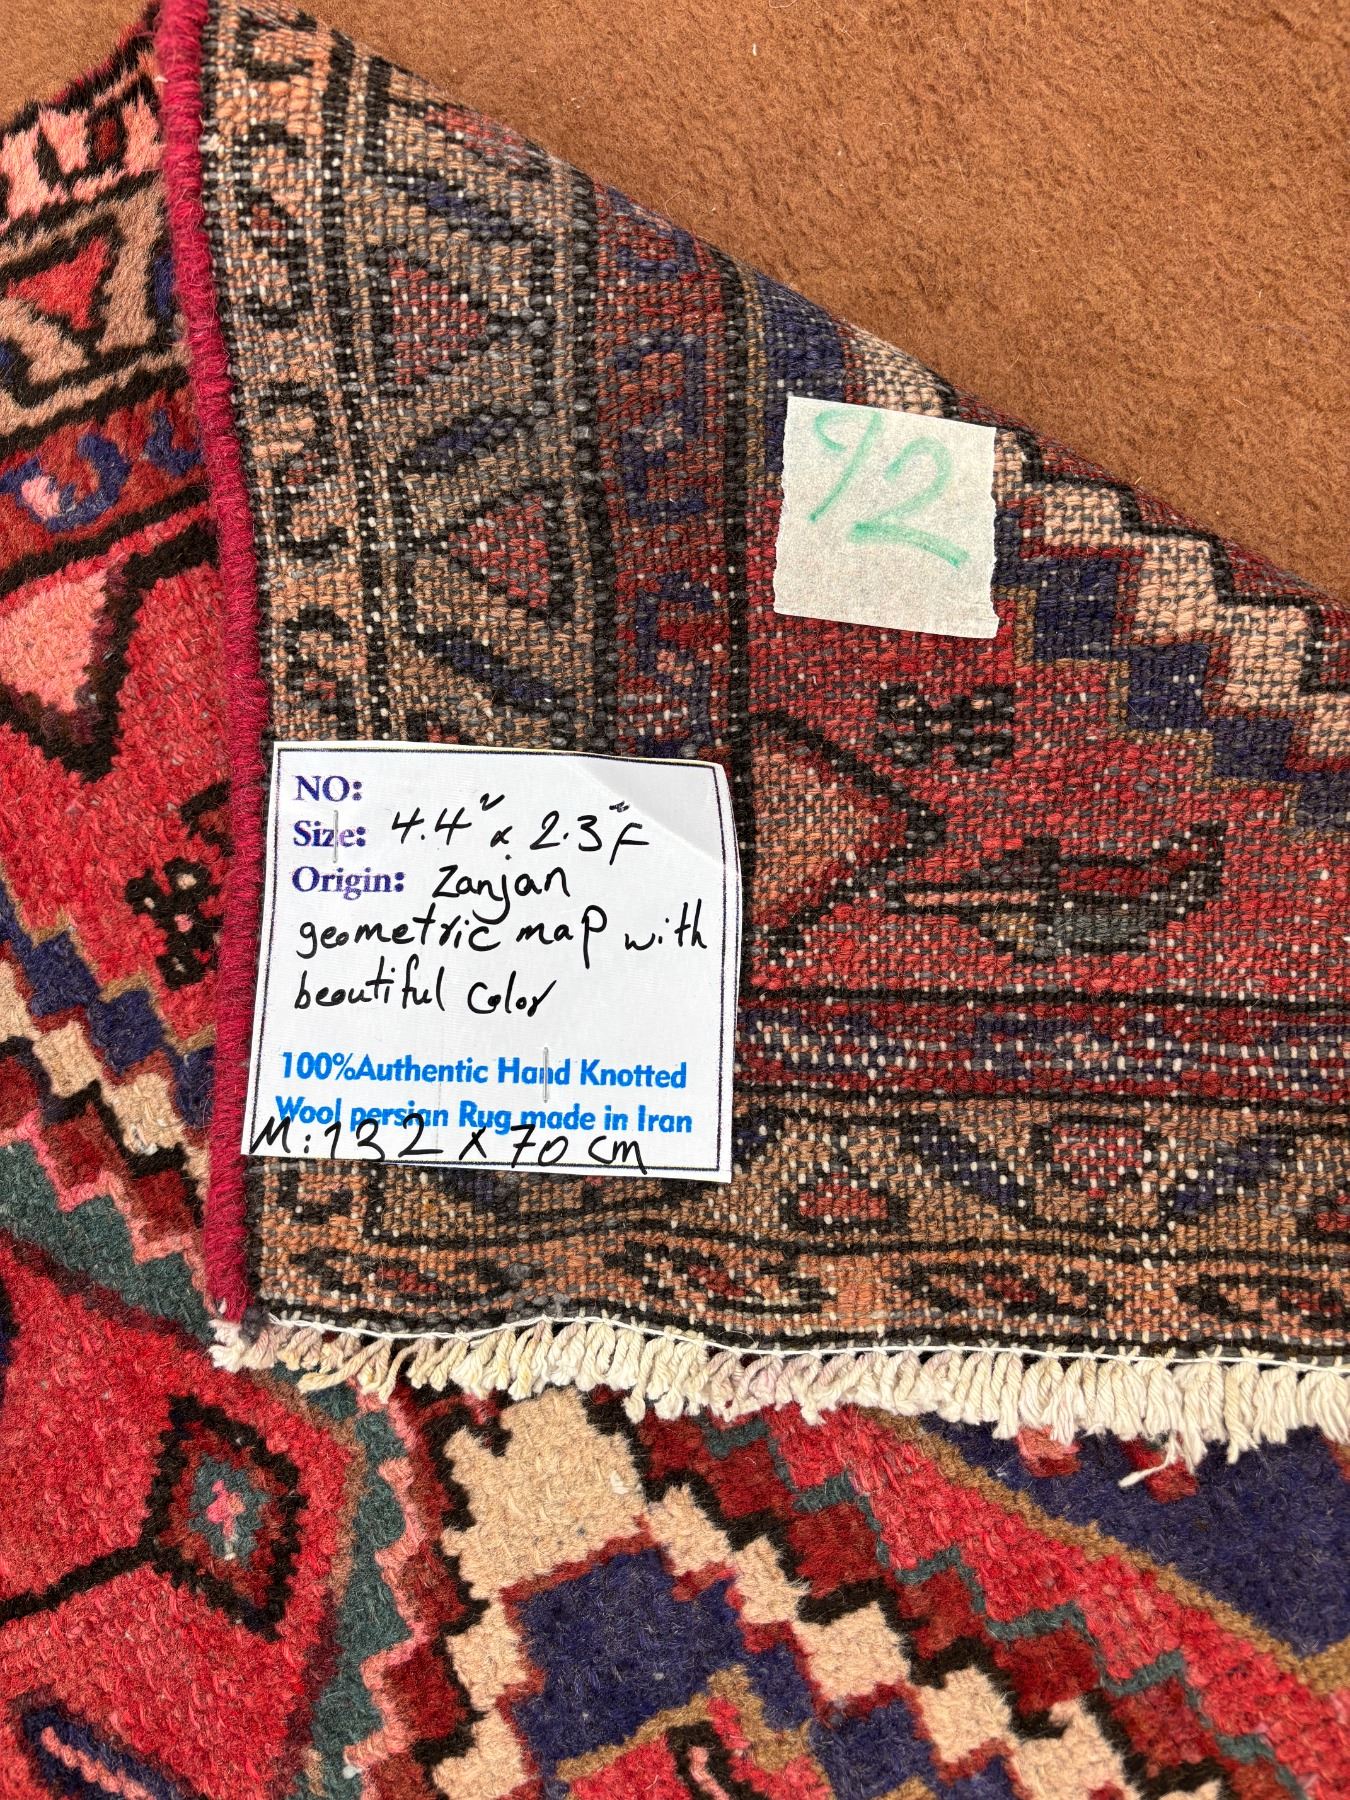 92
NO:
Size: 4.4" x 2.3" F
Origin: Zanjan
geometric map with
beautiful color
100%Authentic Hand Knotted
Wool persian Rug made in Iran
M: 132 x 70 cm